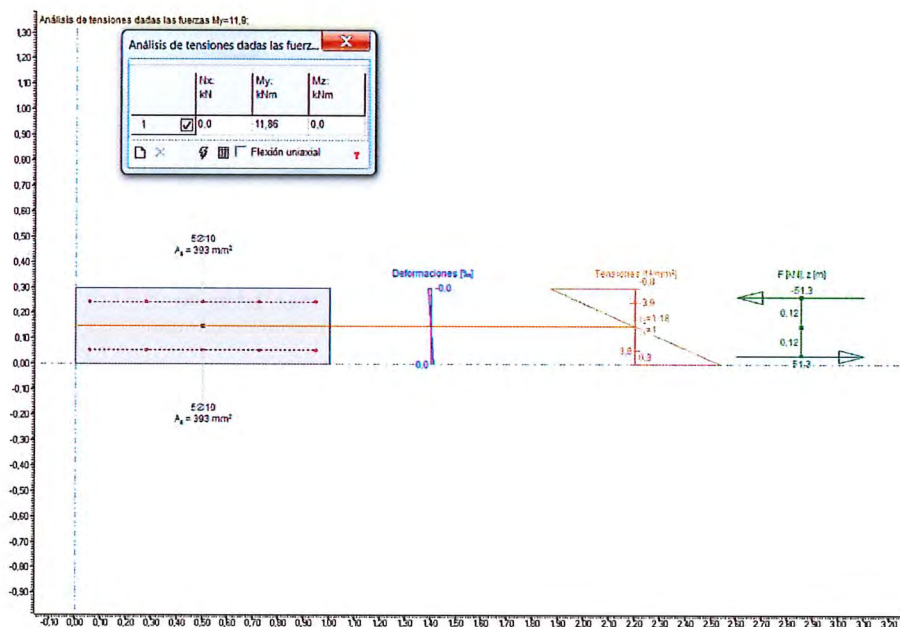 Análisis de tensiones dadas las fuerzas My=11,9;
Análisis de tensiones dadas las fuerz...
Nx: My: Mz:
kN kNm kNm
1 0,0 11,86 0,0
Flexión uniaxial
1,30
1,20
1,10
1,00
0,90
0,80
0,70
0,60
0,50
0,40
0,30
0,20
0,10
0,00
-0,10
-0,20
-0,30
-0,40
-0,50
-0,60
-0,70
-0,80
-0,90
A_s = 393 mm²
Deformaciones [‰]
-0,0
-0,0
Tensiones [N/mm²]
-3,9
=1,18
=1
F [kN], z [m]
-51,3
0,12
0,12
51,3
A_s = 393 mm²
-0,10 0,00 0,10 0,20 0,30 0,40 0,50 0,60 0,70 0,80 0,90 1,00 1,10 1,20 1,30 1,40 1,50 1,60 1,70 1,80 1,90 2,00 2,10 2,20 2,30 2,40 2,50 2,60 2,70 2,80 2,90 3,00 3,10 3,20